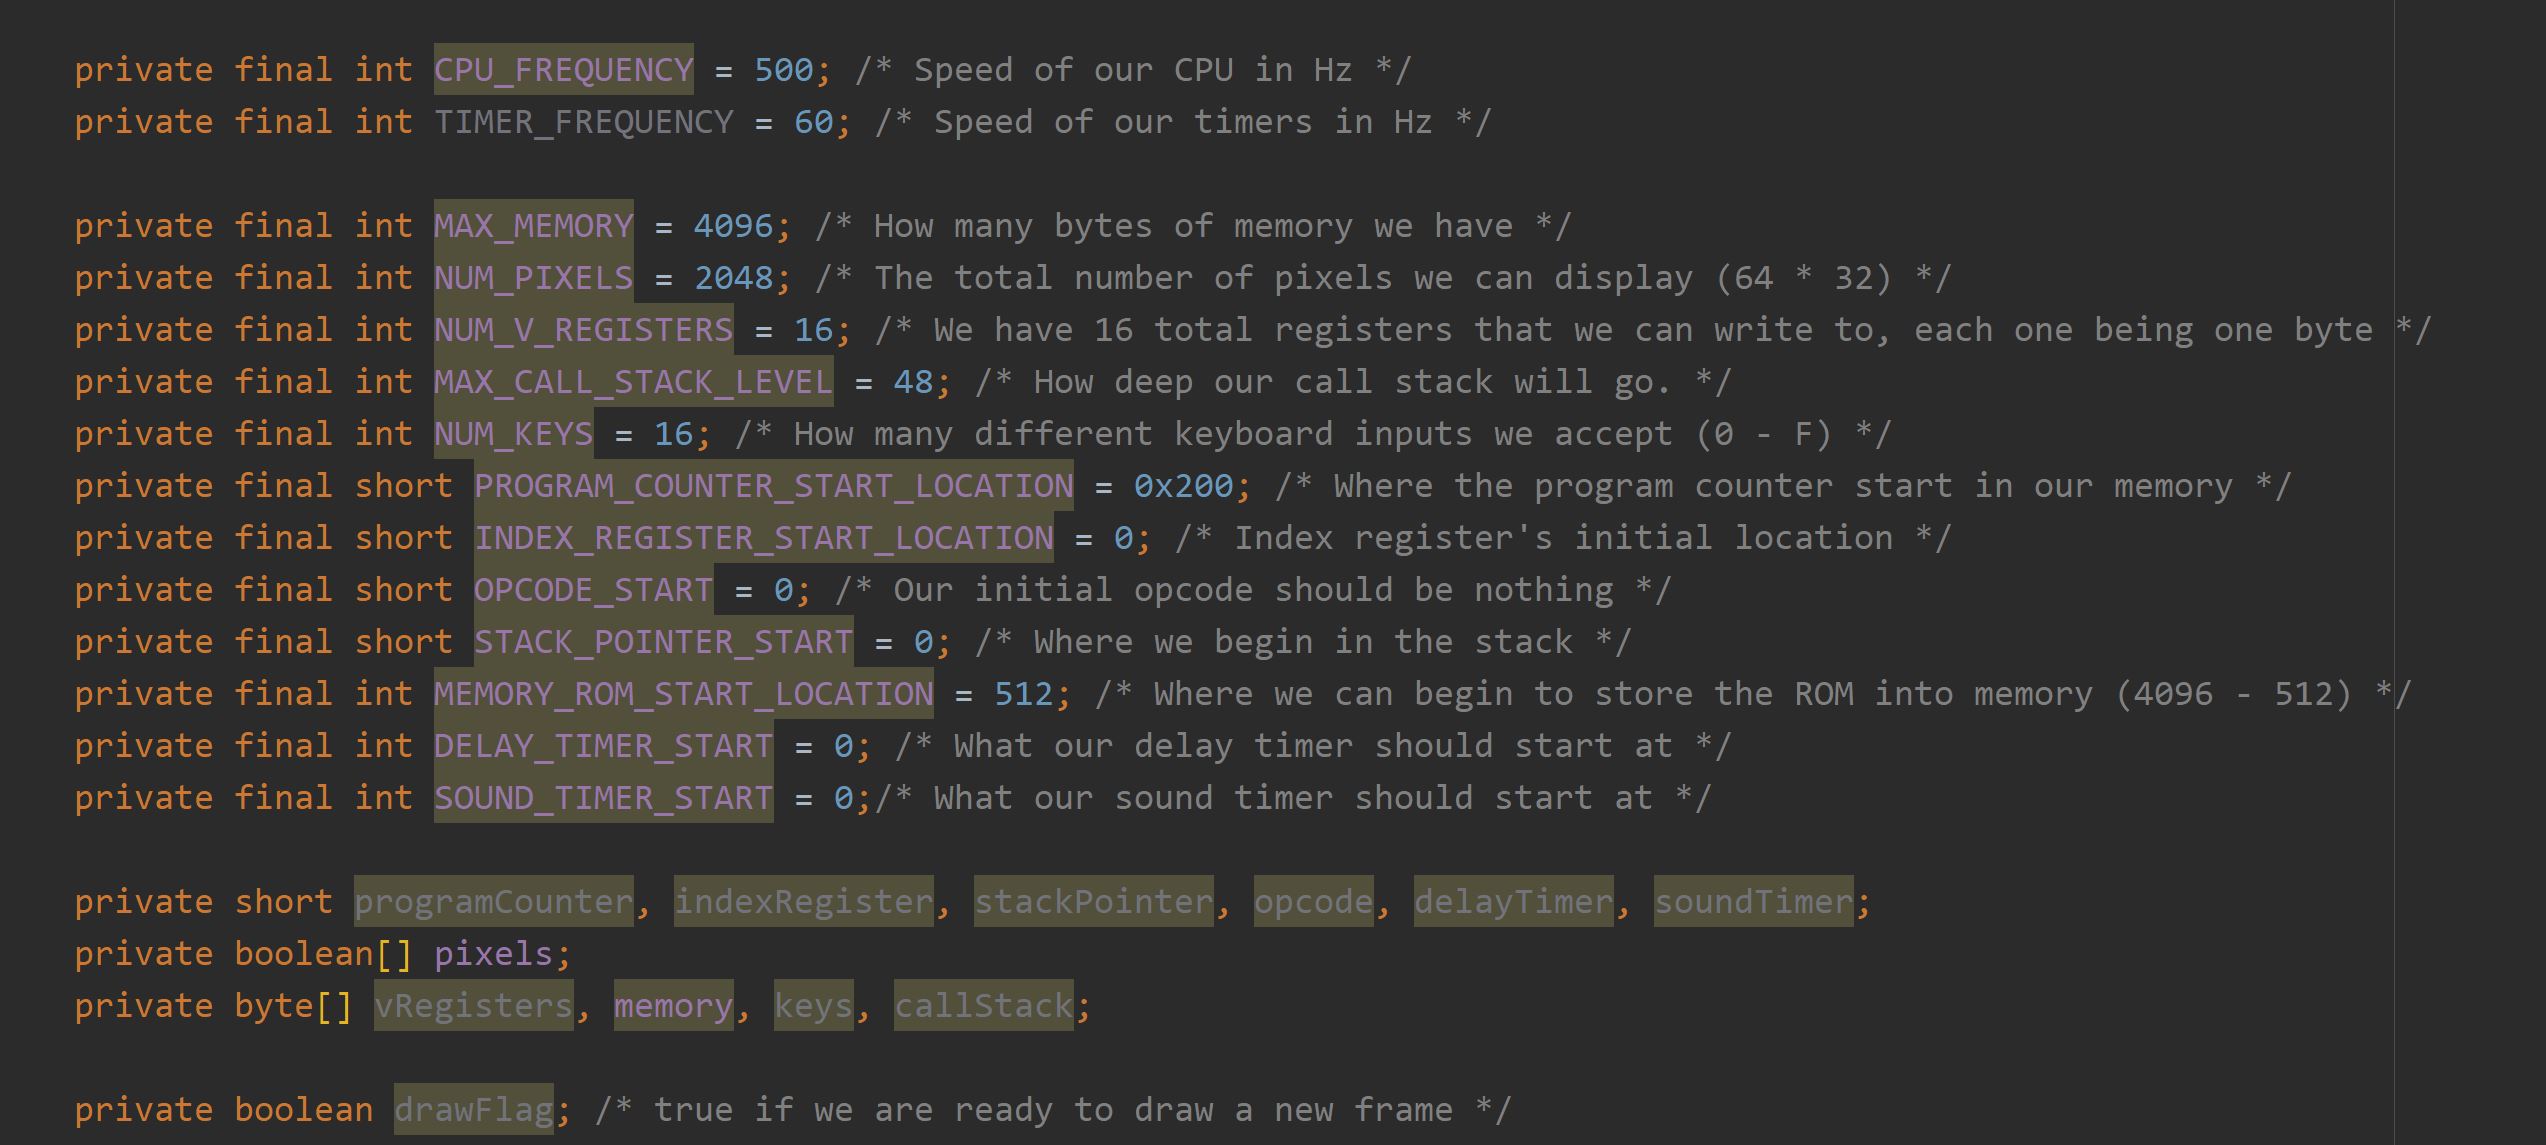 private final int CPU_FREQUENCY = 500; /* Speed of our CPU in Hz */
private final int TIMER_FREQUENCY = 60; /* Speed of our timers in Hz */
private final int MAX_MEMORY = 4096; /* How many bytes of memory we have */
private final int NUM_PIXELS = 2048; /* The total number of pixels we can display (64 * 32) */
private final int NUM_V_REGISTERS = 16; /* We have 16 total registers that we can write to, each one being one byte */
private final int MAX_CALL_STACK_LEVEL = 48; /* How deep our call stack will go. */
private final int NUM_KEYS = 16; /* How many different keyboard inputs we accept (0 - F) */
private final short PROGRAM_COUNTER_START_LOCATION = 0x200; /* Where the program counter start in our memory */
private final short INDEX_REGISTER_START_LOCATION = 0; /* Index register's initial location */
private final short OPCODE_START = 0; /* Our initial opcode should be nothing */
private final short STACK_POINTER_START = 0; /* Where we begin in the stack */
private final int MEMORY_ROM_START_LOCATION = 512; /* Where we can begin to store the ROM into memory (4096 - 512) */
private final int DELAY_TIMER_START = 0; /* What our delay timer should start at */
private final int SOUND_TIMER_START = 0;/* What our sound timer should start at */
private short programCounter, indexRegister, stackPointer, opcode, delayTimer, soundTimer;
private boolean[] pixels;
private byte[] vRegisters, memory, keys, callStack;
private boolean drawFlag; /* true if we are ready to draw a new frame */